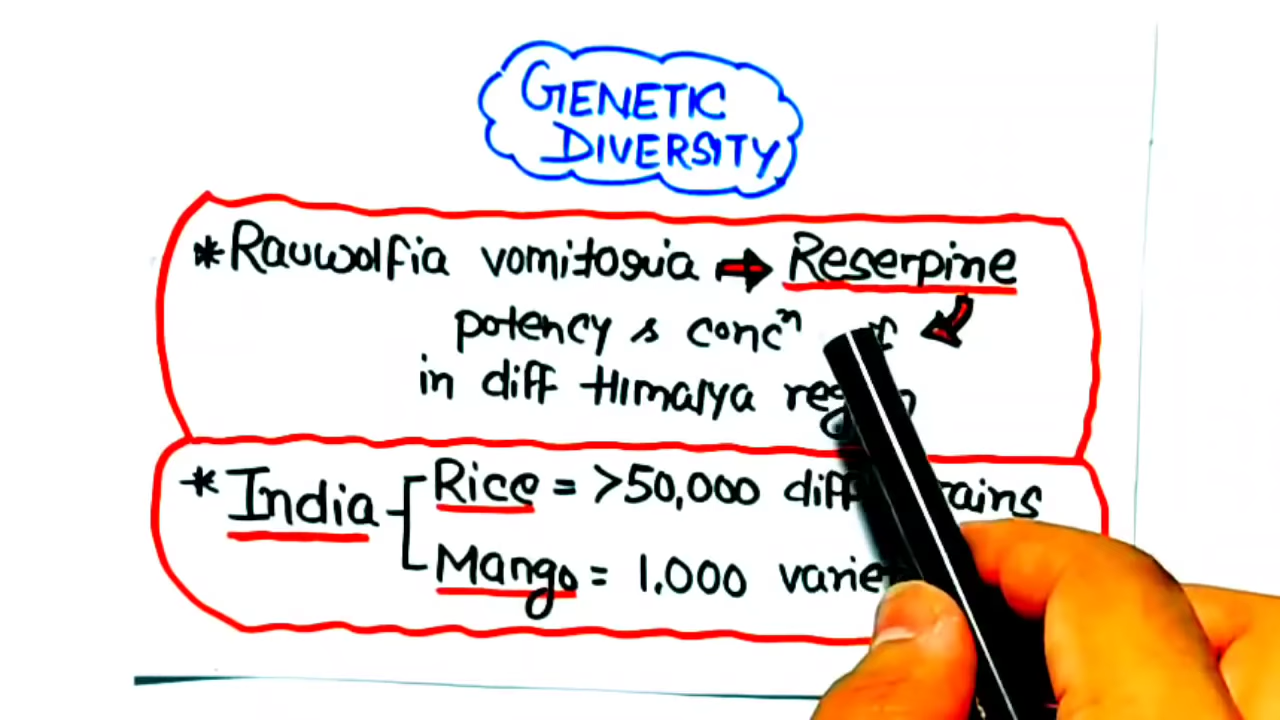 GENETIC
DIVERSITY
*Rauwolfia vomitoria → Reserpine
potency & concⁿ
in diff Himalya
*India
Rice = >50,000 diff
Mango = 1,000